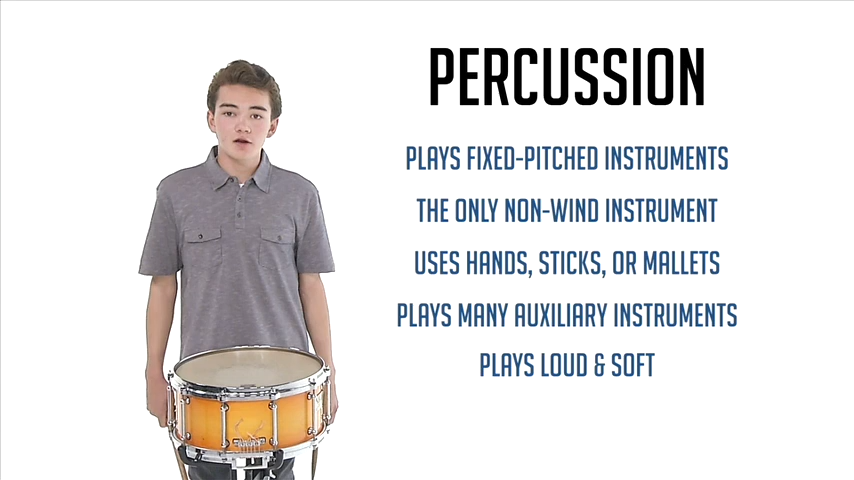 PERCUSSION
PLAYS FIXED-PITCHED INSTRUMENTS
THE ONLY NON-WIND INSTRUMENT
USES HANDS, STICKS, OR MALLETS
PLAYS MANY AUXILIARY INSTRUMENTS
PLAYS LOUD & SOFT